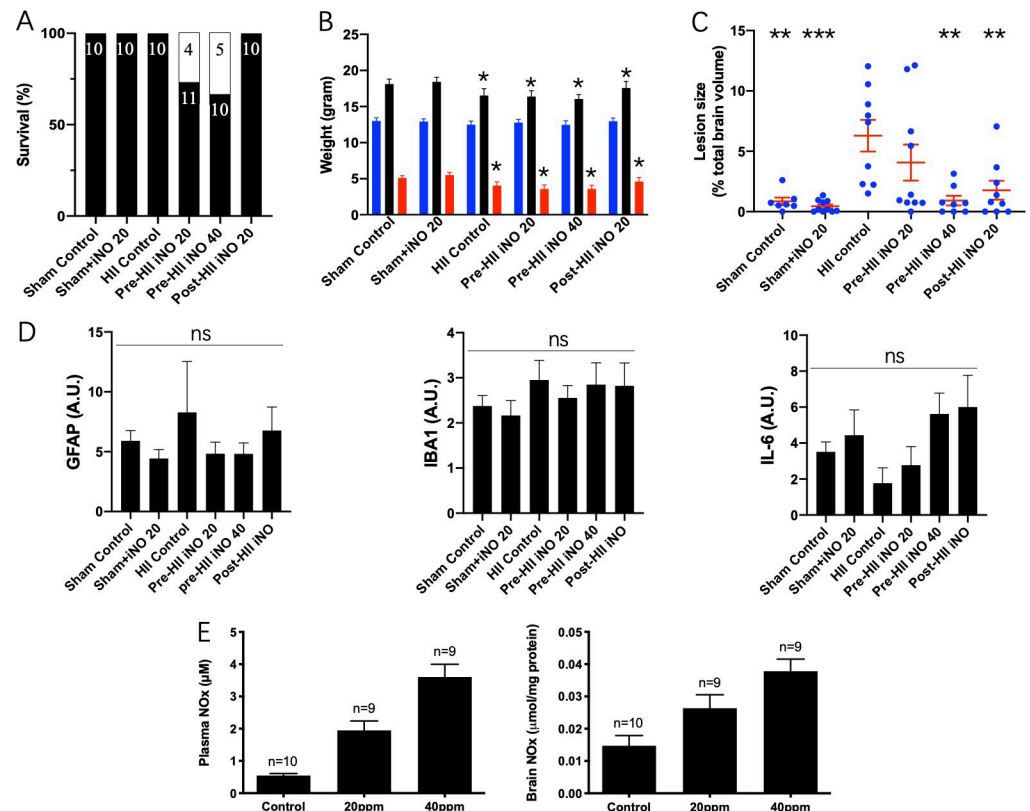 A
Survival (%)
100
50
0
10
10
10
4
11
5
10
10
Sham Control
Sham+iNO 20
HII Control
Pre-HII iNO 20
Pre-HII iNO 40
Post-HII iNO 20
B
Weight (gram)
25
20
15
10
5
0
* * * *
* * * *
Sham Control
Sham+iNO 20
HII Control
Pre-HII iNO 20
Pre-HII iNO 40
Post-HII iNO 20
C
Lesion size
(% total brain volume)
15
10
5
0
** *** ** **
Sham Control
Sham+iNO 20
HII control
Pre-HII iNO 20
Pre-HII iNO 40
Post-HII iNO 20
D
GFAP (A.U.)
15
10
5
0
ns
Sham Control
Sham+iNO 20
HII Control
Pre-HII iNO 20
pre-HII iNO 40
Post-HII iNO
IBA1 (A.U.)
4
3
2
1
0
ns
Sham Control
Sham+iNO 20
HII Control
Pre-HII iNO 20
Pre-HII iNO 40
Post-HII iNO
IL-6 (A.U.)
10
8
6
4
2
0
ns
Sham Control
Sham+iNO 20
HII Control
Pre-HII iNO 20
Pre-HII iNO 40
Post-HII iNO
E
Plasma NOx (μM)
5
4
3
2
1
0
n=10
n=9
n=9
Control
20ppm
40ppm
Brain NOx (μmol/mg protein)
0.05
0.04
0.03
0.02
0.01
0.00
n=10
n=9
n=9
Control
20ppm
40ppm